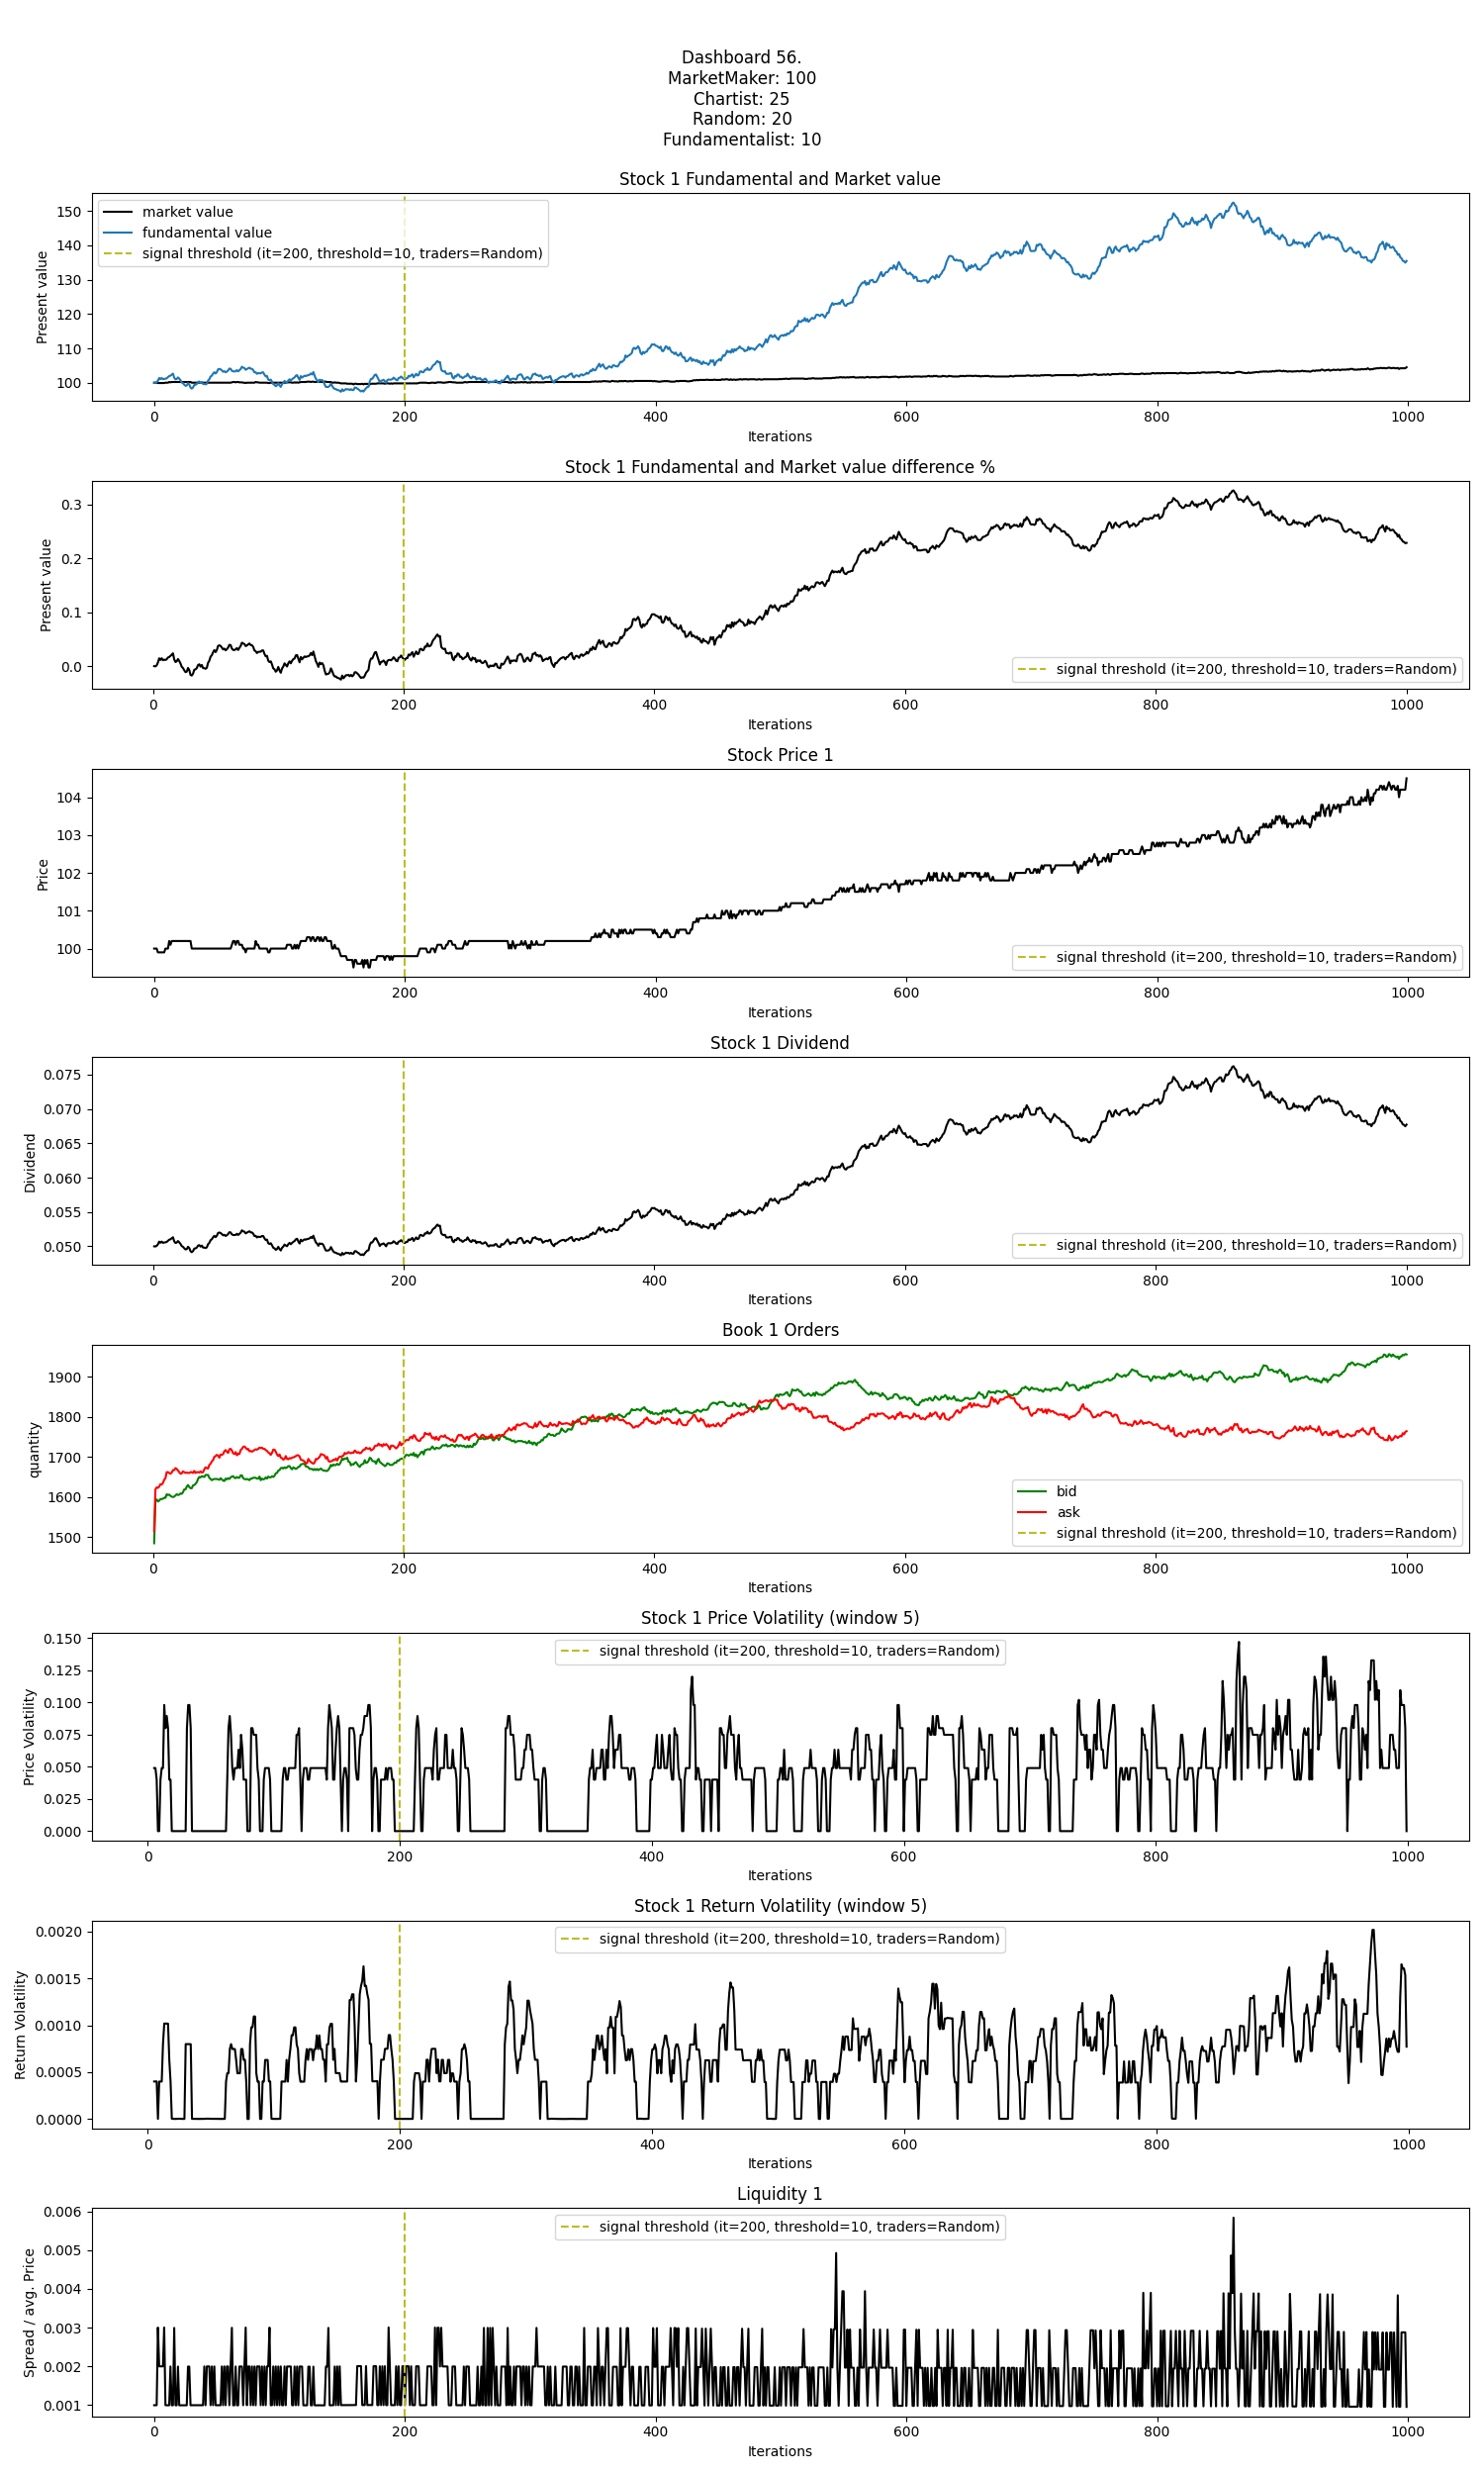 Dashboard 56.
MarketMaker: 100
Chartist: 25
Random: 20
Fundamentalist: 10
Stock 1 Fundamental and Market value
market value
fundamental value
signal threshold (it=200, threshold=10, traders=Random)
Present value
150
140
130
120
110
100
0 200 400 600 800 1000
Iterations
Stock 1 Fundamental and Market value difference %
Present value
0.3
0.2
0.1
0.0
signal threshold (it=200, threshold=10, traders=Random)
0 200 400 600 800 1000
Iterations
Stock Price 1
Price
104
103
102
101
100
signal threshold (it=200, threshold=10, traders=Random)
0 200 400 600 800 1000
Iterations
Stock 1 Dividend
Dividend
0.075
0.070
0.065
0.060
0.055
0.050
signal threshold (it=200, threshold=10, traders=Random)
0 200 400 600 800 1000
Iterations
Book 1 Orders
quantity
1900
1800
1700
1600
1500
bid
ask
signal threshold (it=200, threshold=10, traders=Random)
0 200 400 600 800 1000
Iterations
Stock 1 Price Volatility (window 5)
signal threshold (it=200, threshold=10, traders=Random)
Price Volatility
0.150
0.125
0.100
0.075
0.050
0.025
0.000
0 200 400 600 800 1000
Iterations
Stock 1 Return Volatility (window 5)
signal threshold (it=200, threshold=10, traders=Random)
Return Volatility
0.0020
0.0015
0.0010
0.0005
0.0000
0 200 400 600 800 1000
Iterations
Liquidity 1
signal threshold (it=200, threshold=10, traders=Random)
Spread / avg. Price
0.006
0.005
0.004
0.003
0.002
0.001
0 200 400 600 800 1000
Iterations